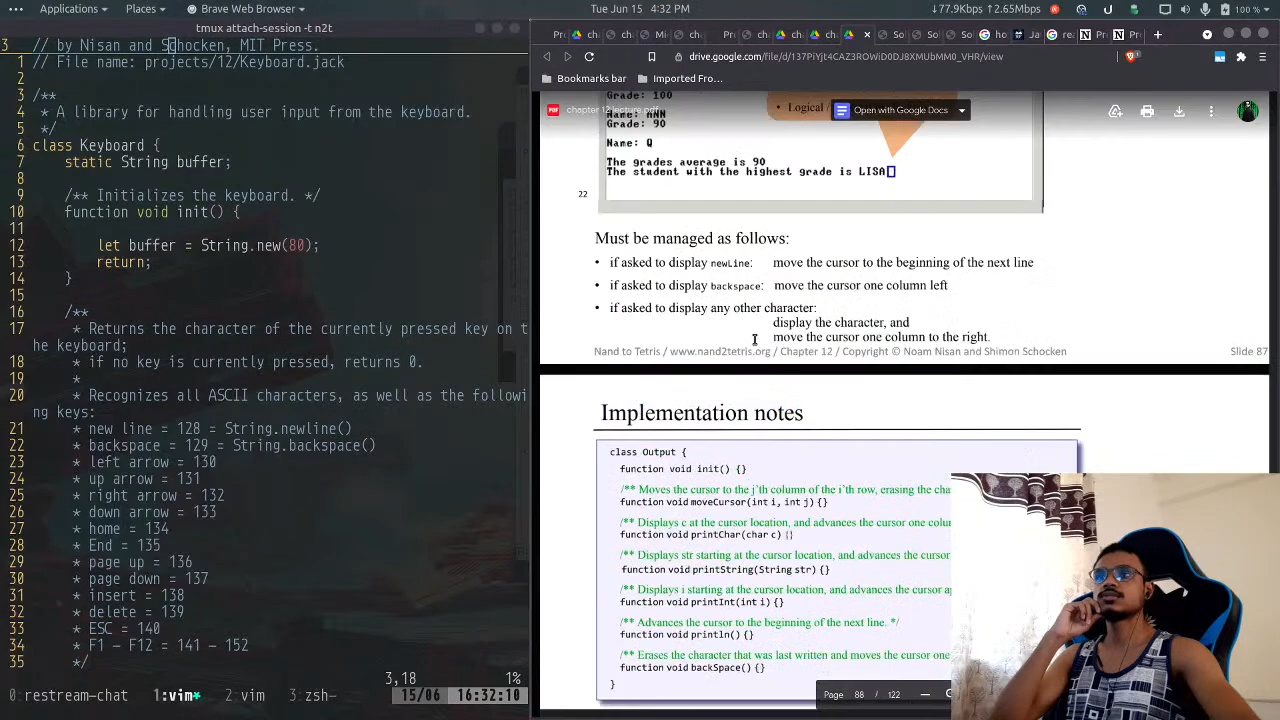 Applications
Places
Brave Web Browser
Tue Jun 15
4:32 PM
↓77.9kbps ↑2.65Mbps
100 %
tmux attach-session -t n2t
3 // by Nisan and Schocken, MIT Press.
1 // File name: projects/12/Keyboard.jack
2
3 /**
4  * A library for handling user input from the keyboard.
5  */
6 class Keyboard {
7 static String buffer;
8
9 /** Initializes the keyboard. */
10 function void init() {
11
12 let buffer = String.new(80);
13 return;
14 }
15
16 /**
17  * Returns the character of the currently pressed key on t
he keyboard;
18  * if no key is currently pressed, returns 0.
19  *
20  * Recognizes all ASCII characters, as well as the followi
ng keys:
21  * new line = 128 = String.newline()
22  * backspace = 129 = String.backspace()
23  * left arrow = 130
24  * up arrow = 131
25  * right arrow = 132
26  * down arrow = 133
27  * home = 134
28  * End = 135
29  * page up = 136
30  * page down = 137
31  * insert = 138
32  * delete = 139
33  * ESC = 140
34  * F1 - F12 = 141 - 152
35  */
3,18 1%
0 restream-chat 1:vim* 2 vim 3 zsh- 15/06 16:32:10
drive.google.com/file/d/137PiYjt4CAZ3ROWiD0DJ8XMUbMM0_VHR/view
Bookmarks bar
Imported Fro...
chapter 12 lecture.pdf
Open with Google Docs
Grade: 100
• Logical
Name: ANN
Grade: 90
Name: Q
The grades average is 90
The student with the highest grade is LISA
22
Must be managed as follows:
• if asked to display newLine: move the cursor to the beginning of the next line
• if asked to display backspace: move the cursor one column left
• if asked to display any other character:
display the character, and
move the cursor one column to the right.
Nand to Tetris / www.nand2tetris.org / Chapter 12 / Copyright © Noam Nisan and Shimon Schocken
Slide 87
Implementation notes
class Output {
function void init() {}
/** Moves the cursor to the j'th column of the i'th row, erasing the cha
function void moveCursor(int i, int j) {}
/** Displays c at the cursor location, and advances the cursor one colu
function void printChar(char c) {}
/** Displays str starting at the cursor location, and advances the cursor
function void printString(String str) {}
/** Displays i starting at the cursor location, and advances the cursor a
function void printInt(int i) {}
/** Advances the cursor to the beginning of the next line. */
function void println() {}
/** Erases the character that was last written and moves the cursor one
function void backSpace() {}
}
Page 88 / 122